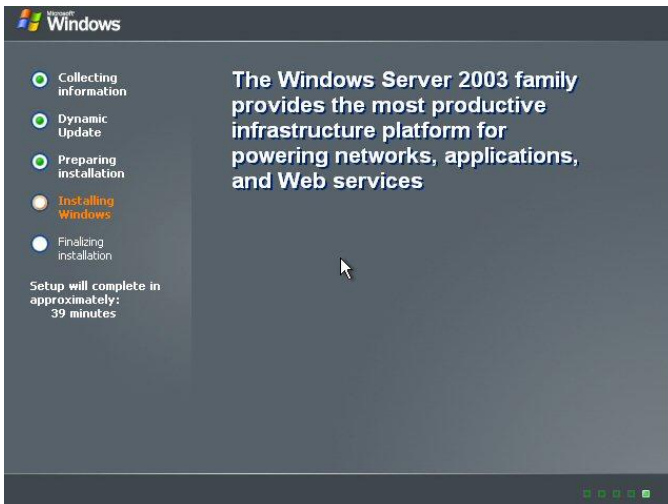 Microsoft
Windows
Collecting
information
Dynamic
Update
Preparing
installation
Installing
Windows
Finalizing
installation
Setup will complete in
approximately:
39 minutes
The Windows Server 2003 family
provides the most productive
infrastructure platform for
powering networks, applications,
and Web services